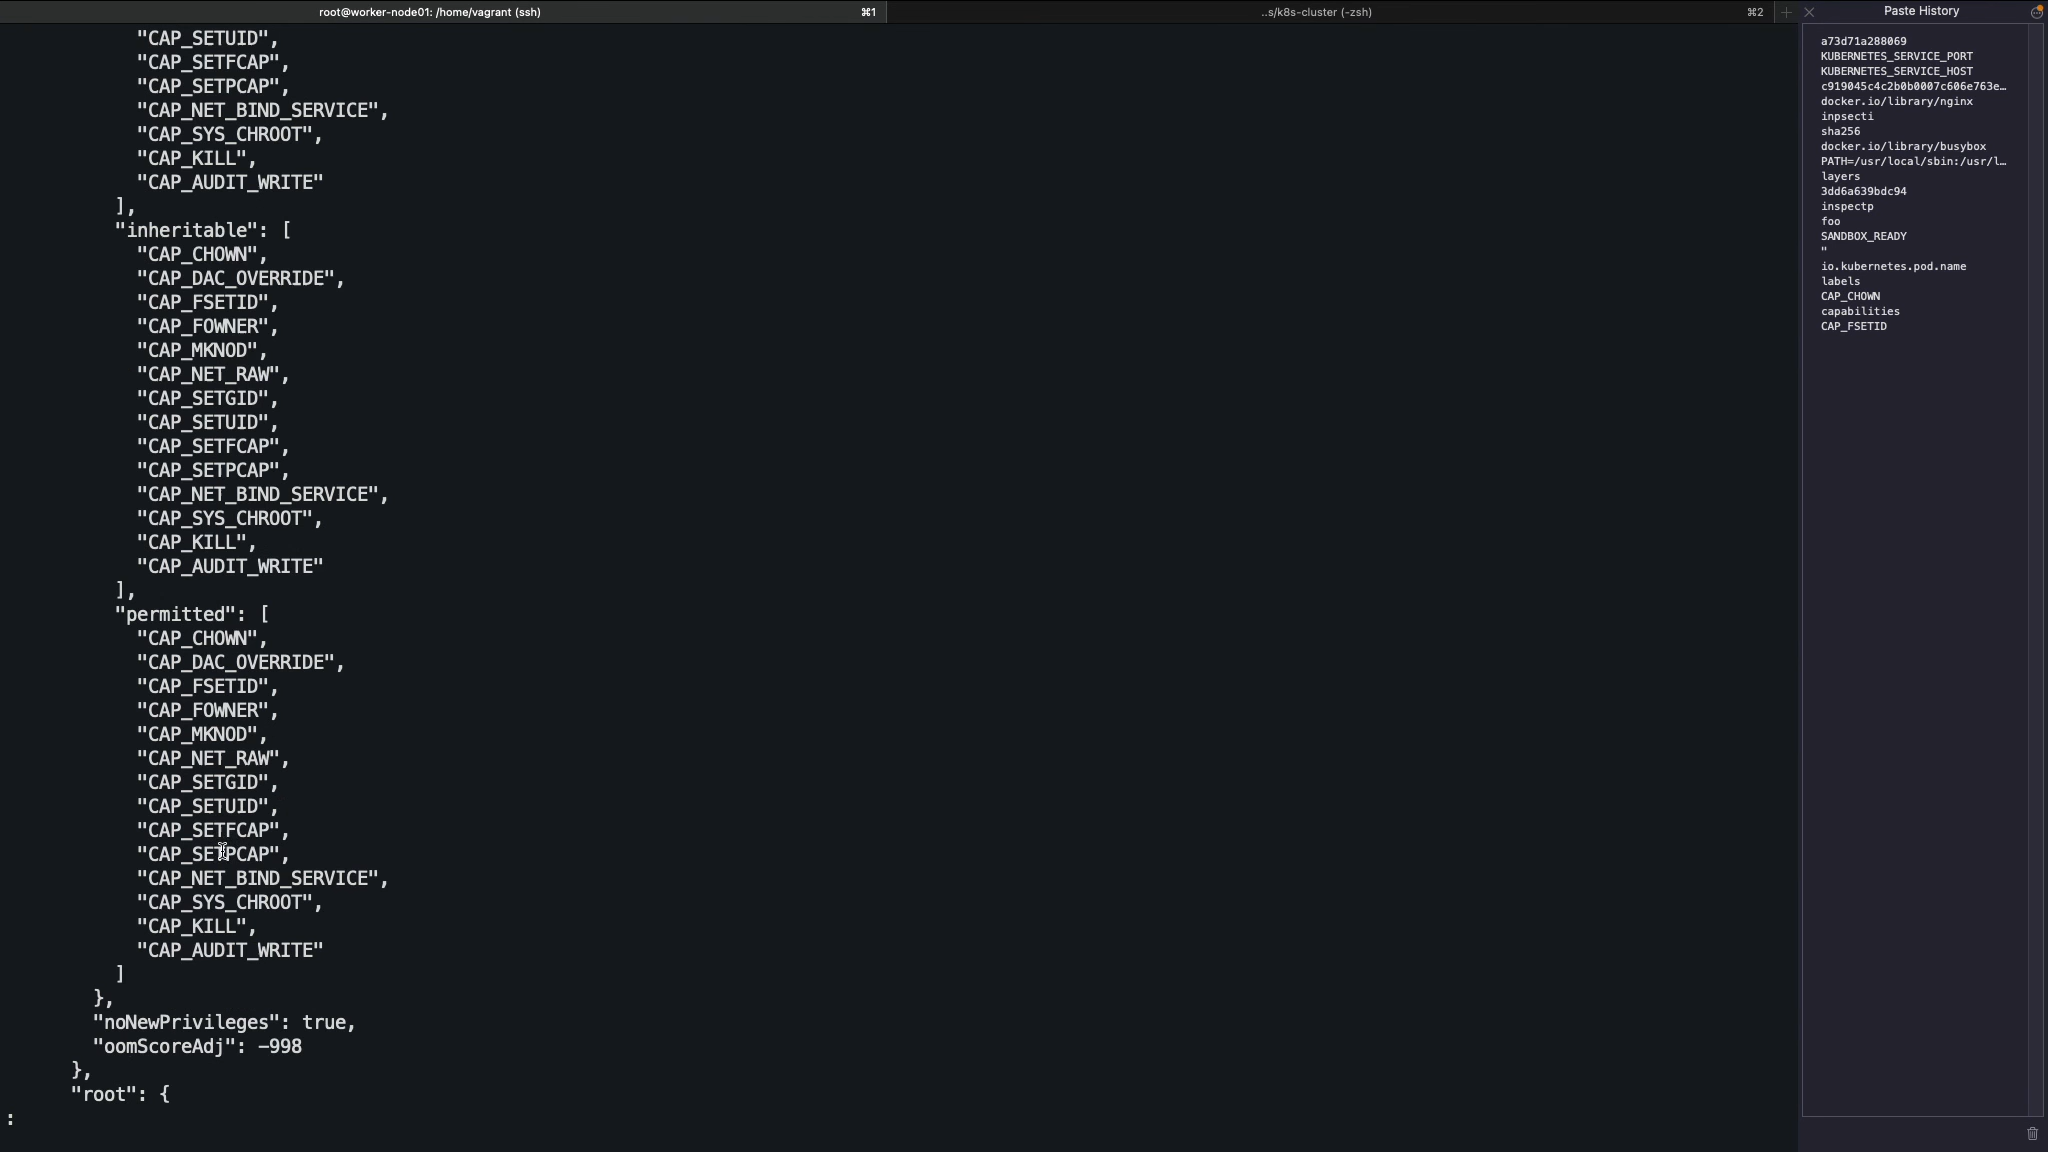 root@worker-node01: /home/vagrant (ssh)
⌘1
..s/k8s-cluster (-zsh)
⌘2
"CAP_SETUID",
"CAP_SETFCAP",
"CAP_SETPCAP",
"CAP_NET_BIND_SERVICE",
"CAP_SYS_CHROOT",
"CAP_KILL",
"CAP_AUDIT_WRITE"
],
"inheritable": [
"CAP_CHOWN",
"CAP_DAC_OVERRIDE",
"CAP_FSETID",
"CAP_FOWNER",
"CAP_MKNOD",
"CAP_NET_RAW",
"CAP_SETGID",
"CAP_SETUID",
"CAP_SETFCAP",
"CAP_SETPCAP",
"CAP_NET_BIND_SERVICE",
"CAP_SYS_CHROOT",
"CAP_KILL",
"CAP_AUDIT_WRITE"
],
"permitted": [
"CAP_CHOWN",
"CAP_DAC_OVERRIDE",
"CAP_FSETID",
"CAP_FOWNER",
"CAP_MKNOD",
"CAP_NET_RAW",
"CAP_SETGID",
"CAP_SETUID",
"CAP_SETFCAP",
"CAP_SETPCAP",
"CAP_NET_BIND_SERVICE",
"CAP_SYS_CHROOT",
"CAP_KILL",
"CAP_AUDIT_WRITE"
]
},
"noNewPrivileges": true,
"oomScoreAdj": -998
},
"root": {
:
Paste History
a73d71a288069
KUBERNETES_SERVICE_PORT
KUBERNETES_SERVICE_HOST
c919045c4c2b0b0007c606e763e…
docker.io/library/nginx
inpsecti
sha256
docker.io/library/busybox
PATH=/usr/local/sbin:/usr/l…
layers
3dd6a639bdc94
inspectp
foo
SANDBOX_READY
"
io.kubernetes.pod.name
labels
CAP_CHOWN
capabilities
CAP_FSETID